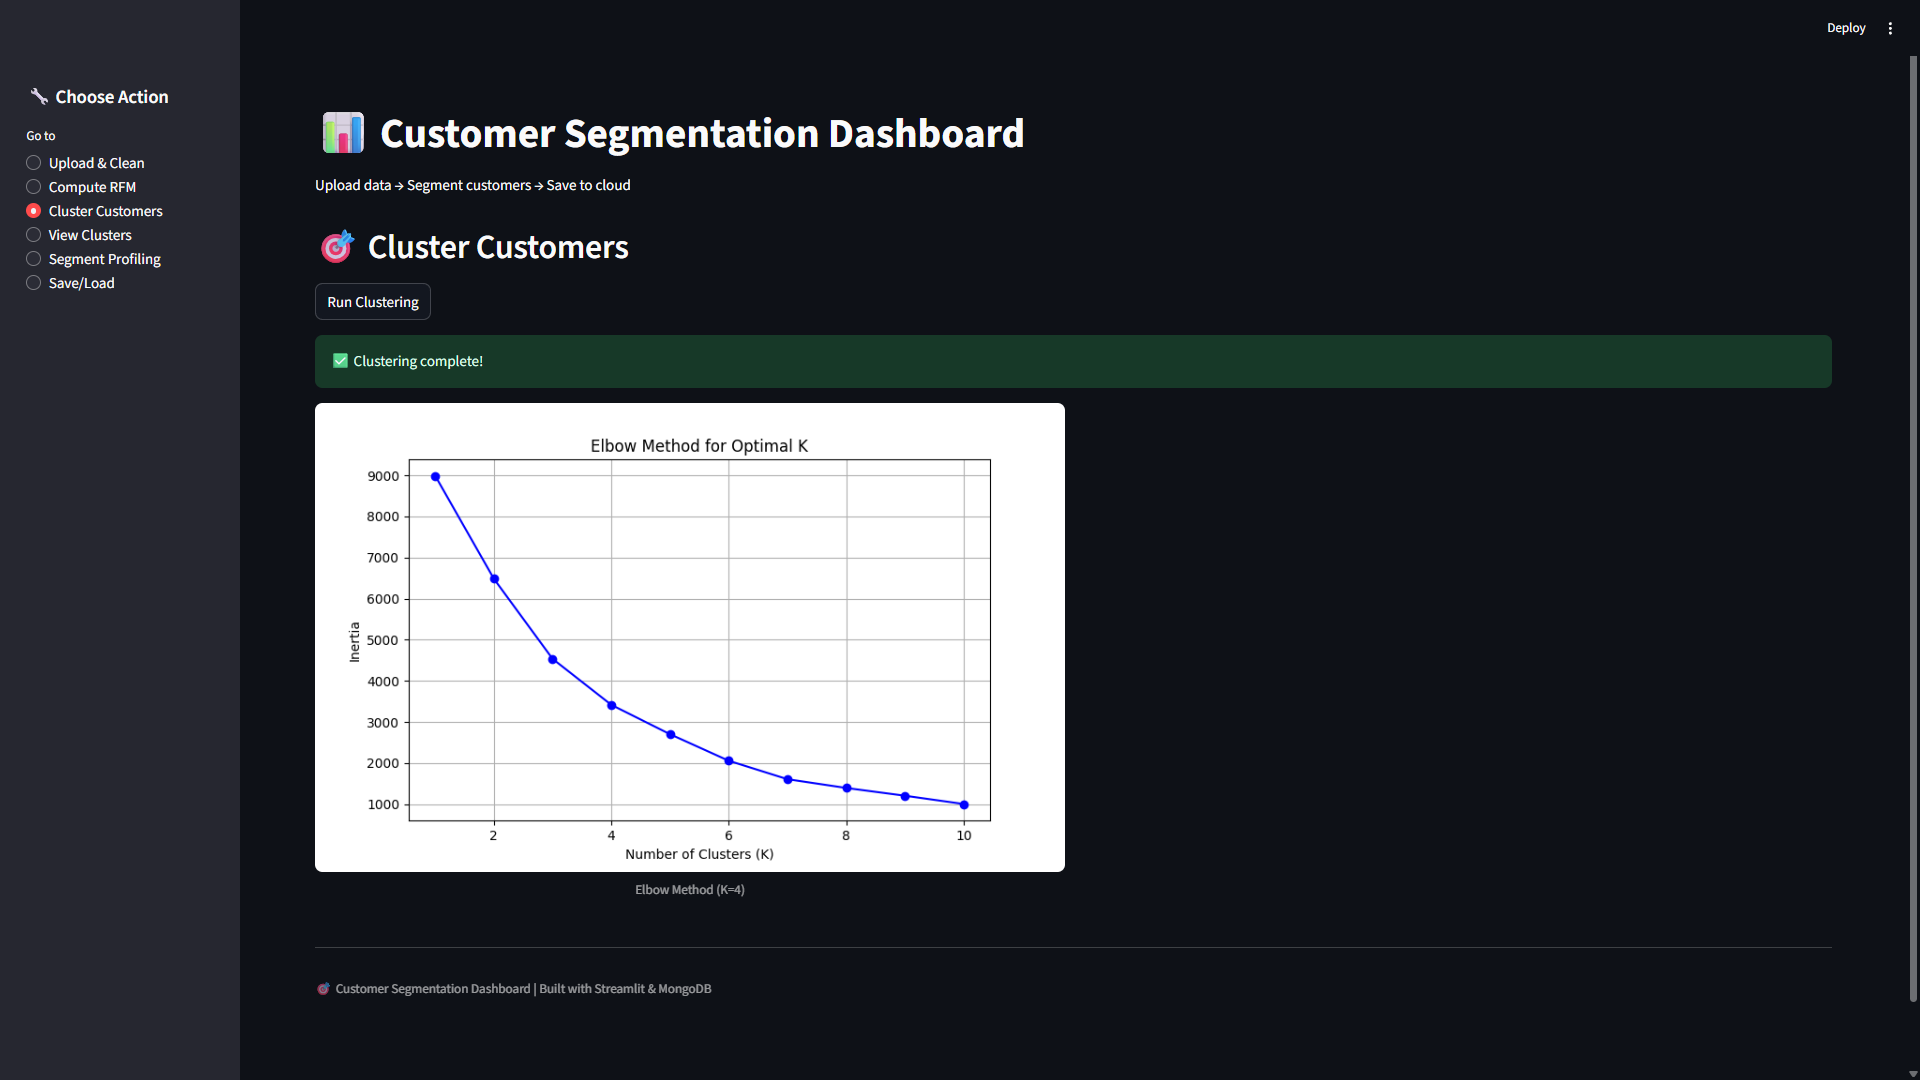 Deploy
🔧 Choose Action
Go to
Upload & Clean
Compute RFM
Cluster Customers
View Clusters
Segment Profiling
Save/Load
📊 Customer Segmentation Dashboard
Upload data → Segment customers → Save to cloud
🎯 Cluster Customers
Run Clustering
✅ Clustering complete!
Elbow Method for Optimal K
9000
8000
7000
6000
5000
4000
3000
2000
1000
Inertia
2 4 6 8 10
Number of Clusters (K)
Elbow Method (K=4)
🎯 Customer Segmentation Dashboard | Built with Streamlit & MongoDB